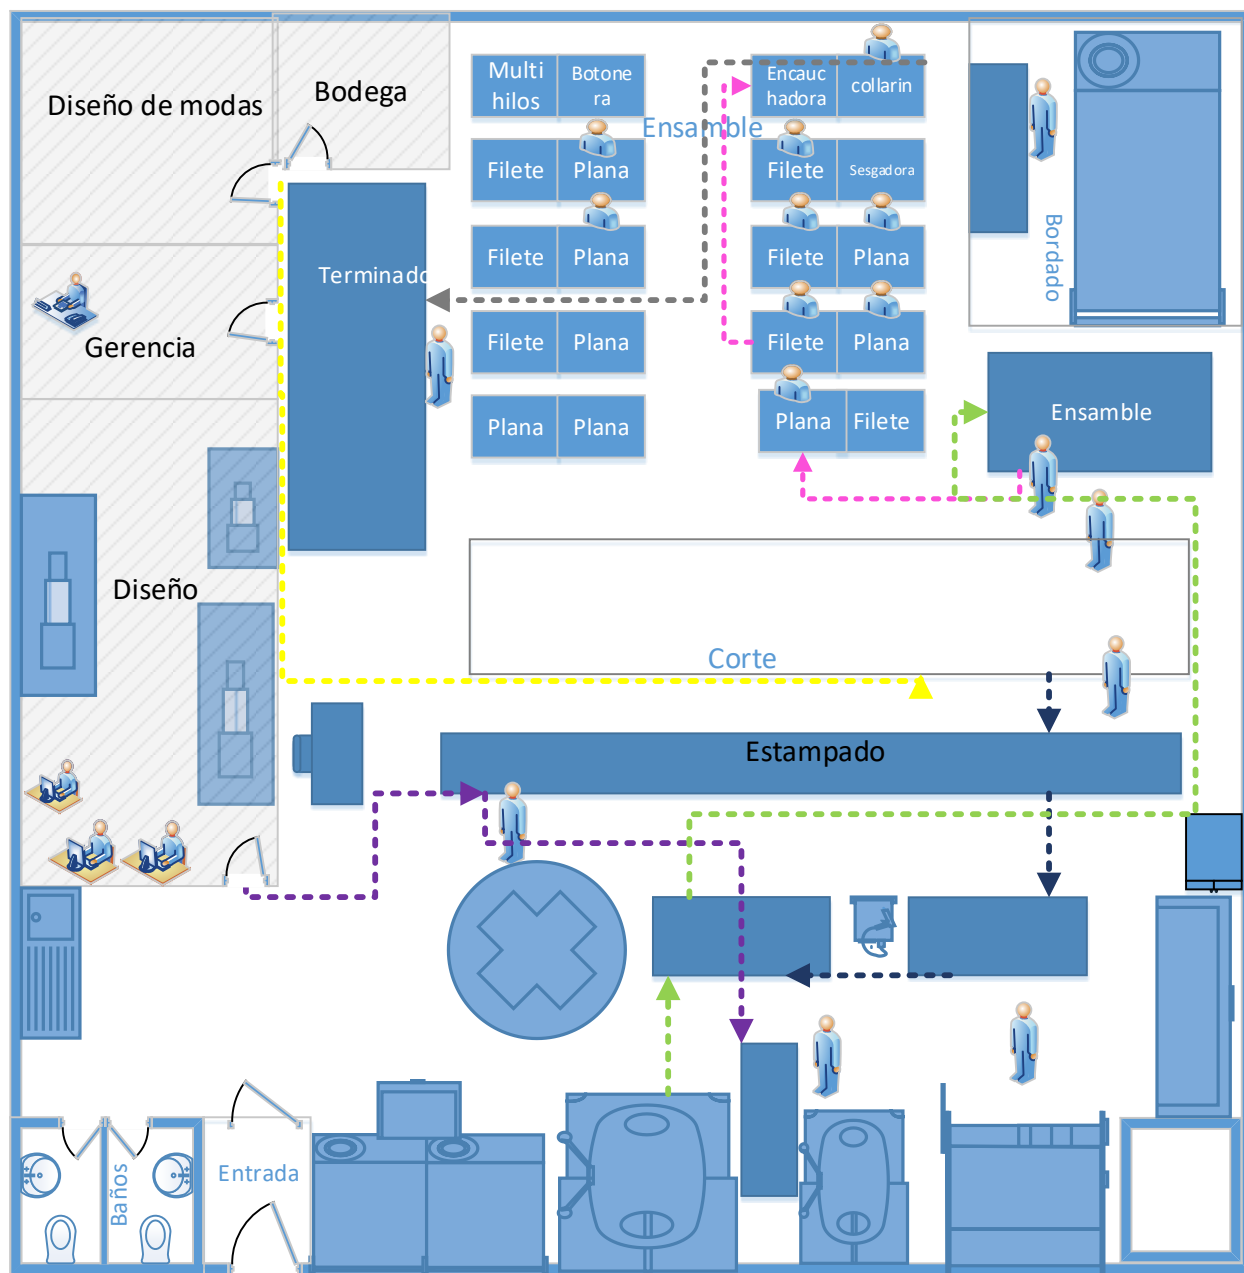 Diseño de modas
Bodega
Multi
hilos
Botone
ra
Encauc
hadora
collarin
Ensamble
Filete
Plana
Filete
Sesgadora
Bordado
Filete
Plana
Filete
Plana
Terminado
Gerencia
Filete
Plana
Filete
Plana
Plana
Plana
Plana
Filete
Ensamble
Diseño
Corte
Estampado
Baños
Entrada